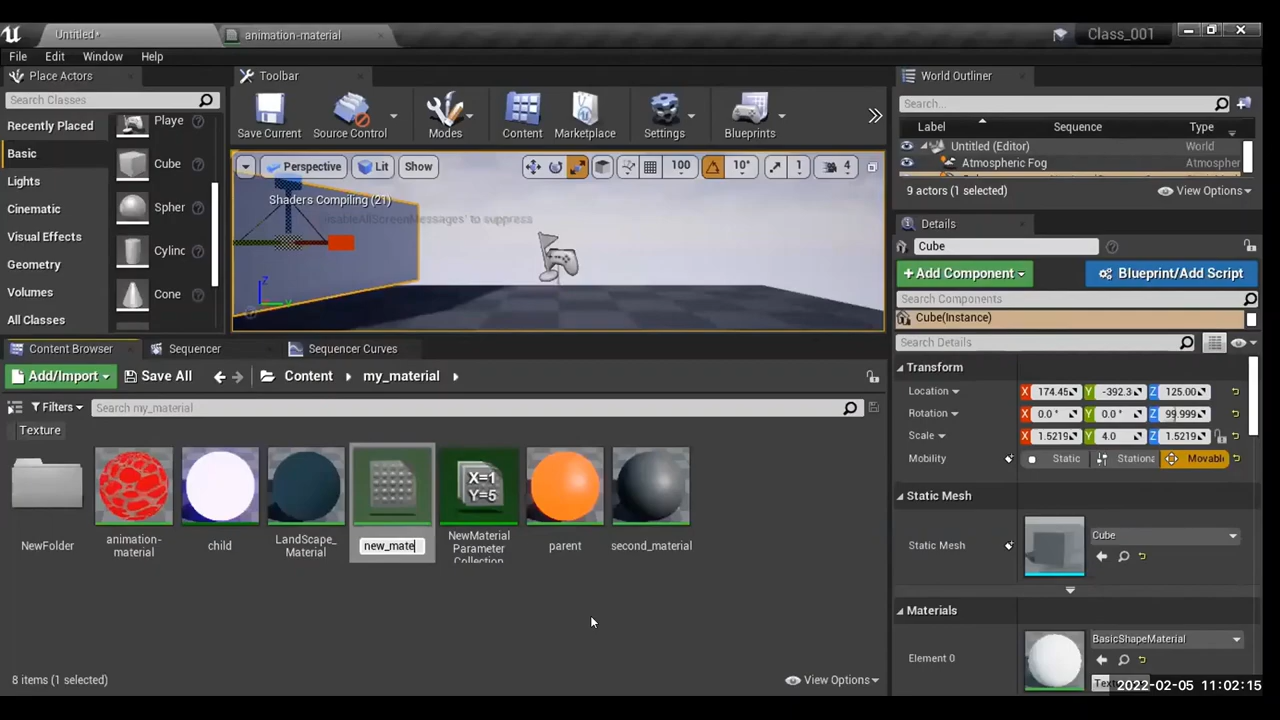 Untitled*
animation-material
Class_001
File
Edit
Window
Help
Place Actors
Toolbar
World Outliner
Search Classes
Search...
Recently Placed
Playe
Save Current
Source Control
Modes
Content
Marketplace
Settings
Blueprints
Label
Sequence
Type
Basic
Cube
Untitled (Editor)
World
Atmospheric Fog
Atmospher
Perspective
Lit
Show
100
10°
1
4
Lights
9 actors (1 selected)
View Options
Cinematic
Spher
Shaders Compiling (21)
isableAllScreenMessages' to suppress
Visual Effects
Details
Cylinc
Cube
Geometry
Add Component
Blueprint/Add Script
Volumes
Cone
Z
Search Components
All Classes
Cube(Instance)
Content Browser
Sequencer
Sequencer Curves
Search Details
Add/Import
Save All
Content
my_material
Transform
Location
X 174.45
Y -392.3
Z 125.00
Filters
Search my_material
Rotation
X 0.0 °
Y 0.0 °
Z 99.999
Texture
Scale
X 1.5219
Y 4.0
Z 1.5219
Mobility
Static
Stationa
Movabl
X=1
Y=5
Static Mesh
NewFolder
animation-
material
child
LandScape_
Material
new_mate
NewMaterial
Parameter
Collection
parent
second_material
Static Mesh
Cube
Materials
Element 0
BasicShapeMaterial
8 items (1 selected)
View Options
2022-02-05 11:02:15